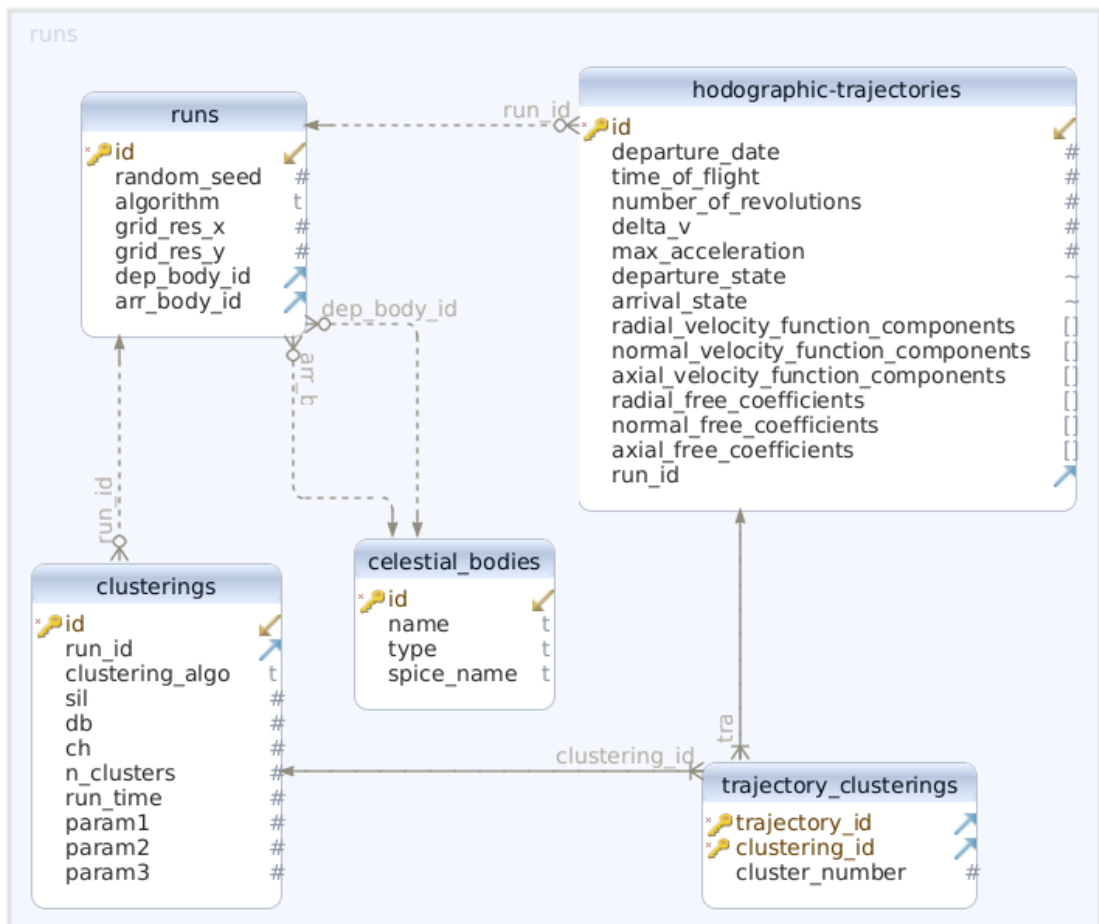 runs
runs
id
random_seed #
algorithm t
grid_res_x #
grid_res_y #
dep_body_id
arr_body_id
run_id
hodographic-trajectories
id
departure_date #
time_of_flight #
number_of_revolutions #
delta_v #
max_acceleration #
departure_state ~
arrival_state ~
radial_velocity_function_components []
normal_velocity_function_components []
axial_velocity_function_components []
radial_free_coefficients []
normal_free_coefficients []
axial_free_coefficients []
run_id
dep_body_id
arr_b
run_id
clusterings
id
run_id
clustering_algo t
sil #
db #
ch #
n_clusters #
run_time #
param1 #
param2 #
param3 #
celestial_bodies
id
name t
type t
spice_name t
tra
clustering_id
trajectory_clusterings
trajectory_id
clustering_id
cluster_number #